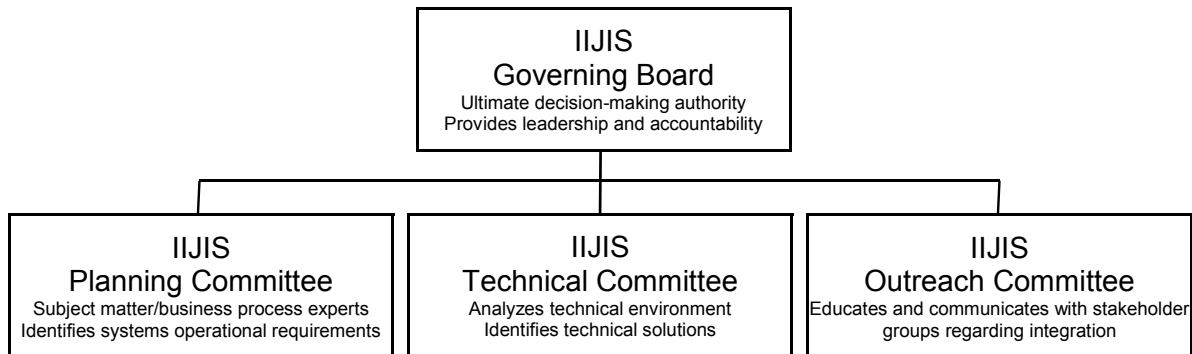 IIJIS
Governing Board
Ultimate decision-making authority
Provides leadership and accountability
IIJIS
Planning Committee
Subject matter/business process experts
Identifies systems operational requirements
IIJIS
Technical Committee
Analyzes technical environment
Identifies technical solutions
IIJIS
Outreach Committee
Educates and communicates with stakeholder
groups regarding integration